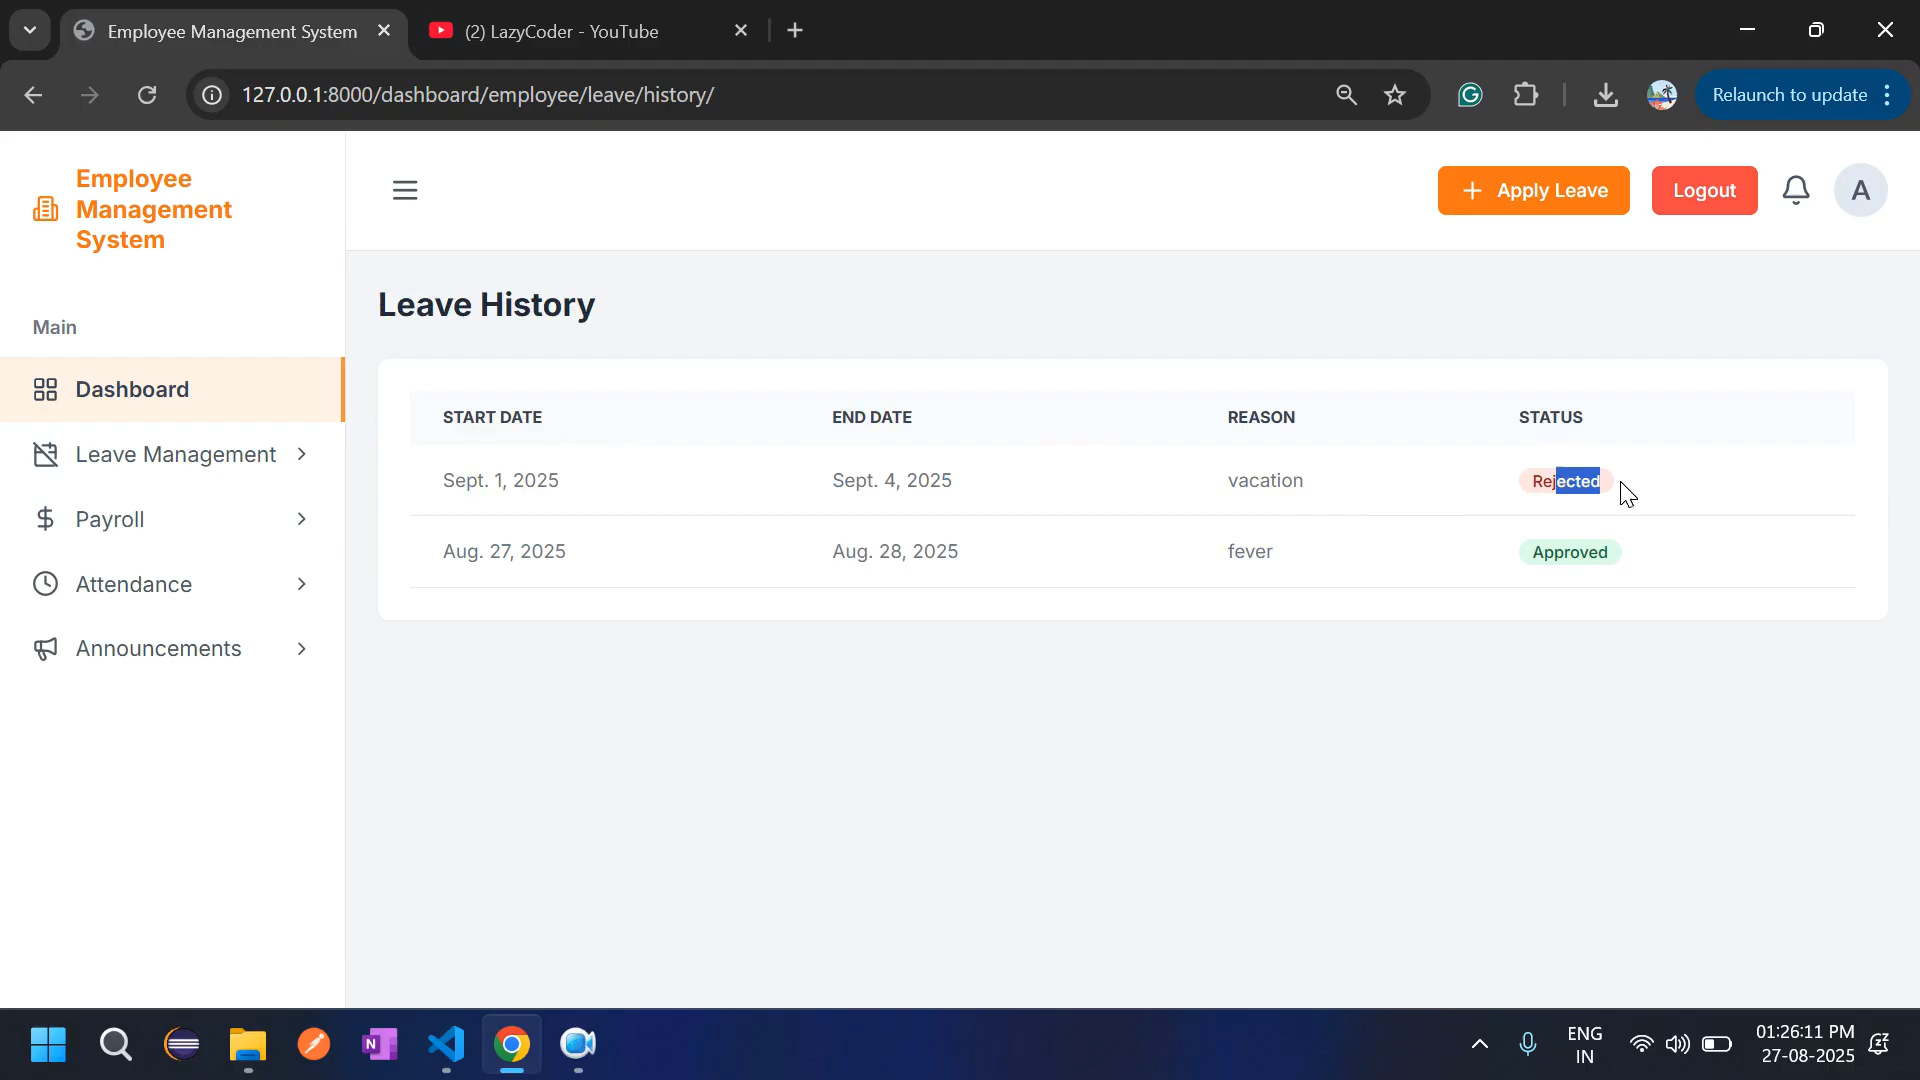 Employee Management System
(2) LazyCoder - YouTube
127.0.0.1:8000/dashboard/employee/leave/history/
Relaunch to update
Employee
Management
System
Apply Leave
Logout
A
Main
Dashboard
Leave Management
Payroll
Attendance
Announcements
Leave History
START DATE END DATE REASON STATUS
Sept. 1, 2025 Sept. 4, 2025 vacation Rejected
Aug. 27, 2025 Aug. 28, 2025 fever Approved
ENG
IN
01:26:11 PM
27-08-2025